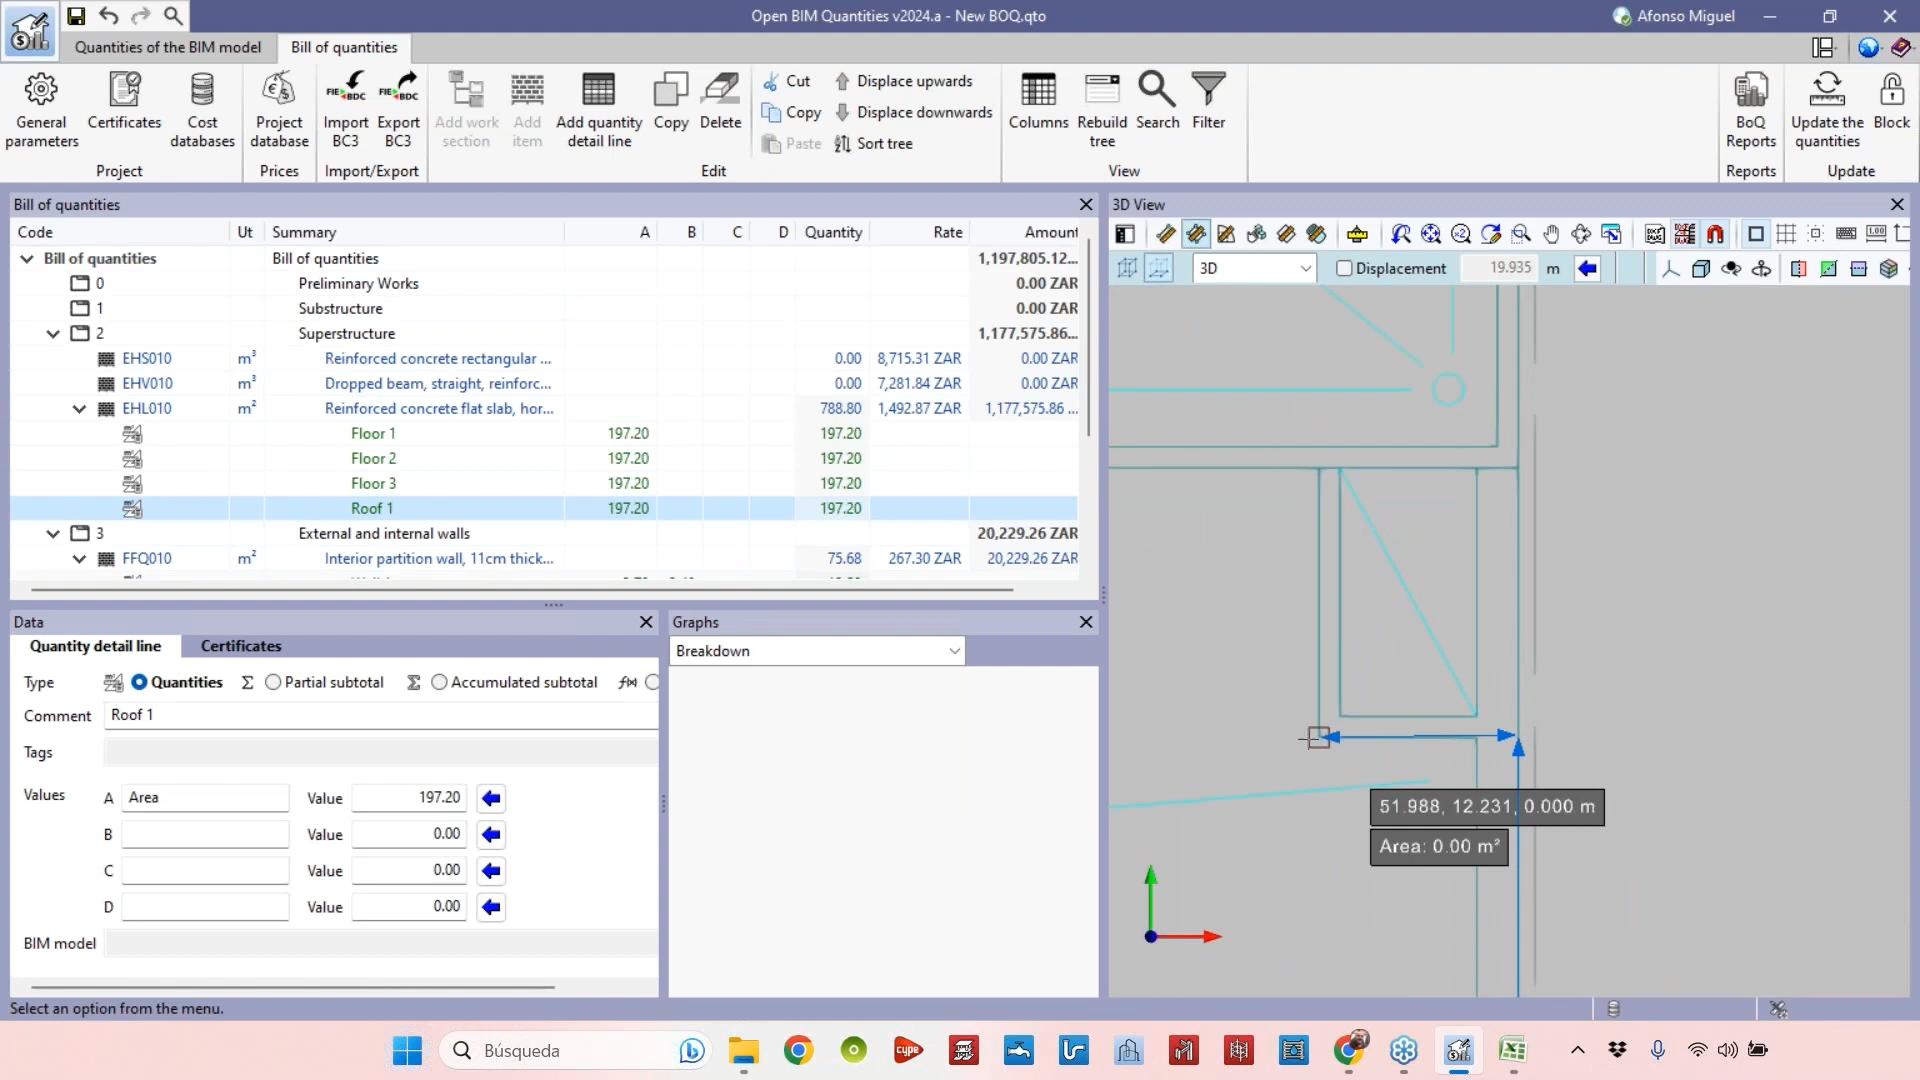 Open BIM Quantities v2024.a - New BOQ.qto
Afonso Miguel
Quantities of the BIM model
Bill of quantities
General parameters
Certificates
Cost databases
Project database
Import BC3
Export BC3
Add work section
Add item
Add quantity detail line
Copy
Delete
Cut
Copy
Paste
Displace upwards
Displace downwards
Sort tree
Columns
Rebuild tree
Search
Filter
BoQ Reports
Update the quantities
Block
Project
Prices
Import/Export
Edit
View
Reports
Update
Bill of quantities
Code Ut Summary A B C D Quantity Rate Amount
Bill of quantities Bill of quantities 1,197,805.12...
0 Preliminary Works 0.00 ZAR
1 Substructure 0.00 ZAR
2 Superstructure 1,177,575.86...
EHS010 m³ Reinforced concrete rectangular ... 0.00 8,715.31 ZAR 0.00 ZAR
EHV010 m³ Dropped beam, straight, reinforc... 0.00 7,281.84 ZAR 0.00 ZAR
EHL010 m² Reinforced concrete flat slab, hor... 788.80 1,492.87 ZAR 1,177,575.86 ...
Floor 1 197.20 197.20
Floor 2 197.20 197.20
Floor 3 197.20 197.20
Roof 1 197.20 197.20
3 External and internal walls 20,229.26 ZAR
FFQ010 m² Interior partition wall, 11cm thick... 75.68 267.30 ZAR 20,229.26 ZAR
3D View
3D
Displacement
19.935 m
51.988, 12.231, 0.000 m
Area: 0.00 m²
Data
Quantity detail line
Certificates
Type Quantities Σ Partial subtotal Σ Accumulated subtotal
Comment Roof 1
Tags
Values A Area Value 197.20
B Value 0.00
C Value 0.00
D Value 0.00
BIM model
Graphs
Breakdown
Select an option from the menu.
Búsqueda
cype